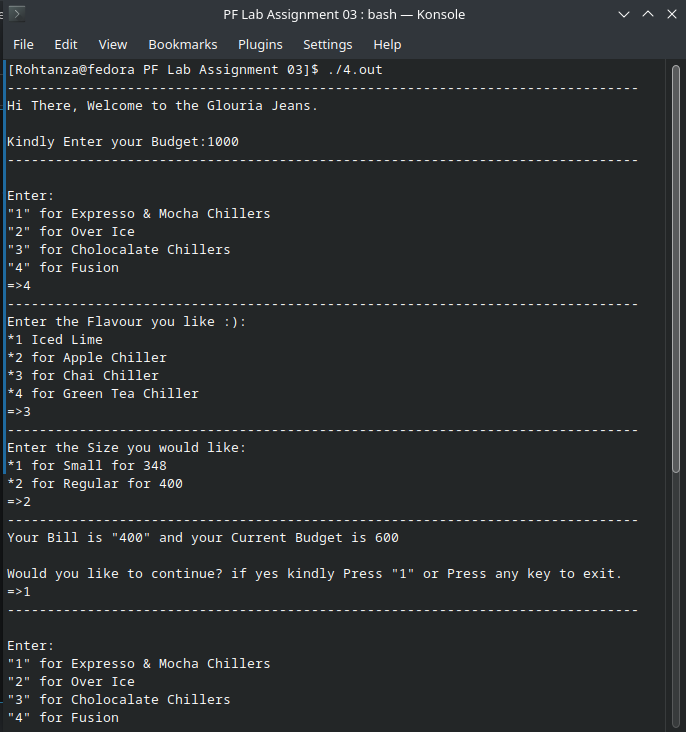 PF Lab Assignment 03 : bash — Konsole
File Edit View Bookmarks Plugins Settings Help
[Rohtanza@fedora PF Lab Assignment 03]$ ./4.out
-------------------------------------------------------------------------------
Hi There, Welcome to the Glouria Jeans.
Kindly Enter your Budget:1000
-------------------------------------------------------------------------------
Enter:
"1" for Expresso & Mocha Chillers
"2" for Over Ice
"3" for Cholocalate Chillers
"4" for Fusion
=>4
-------------------------------------------------------------------------------
Enter the Flavour you like :):
*1 Iced Lime
*2 for Apple Chiller
*3 for Chai Chiller
*4 for Green Tea Chiller
=>3
-------------------------------------------------------------------------------
Enter the Size you would like:
*1 for Small for 348
*2 for Regular for 400
=>2
-------------------------------------------------------------------------------
Your Bill is "400" and your Current Budget is 600
Would you like to continue? if yes kindly Press "1" or Press any key to exit.
=>1
-------------------------------------------------------------------------------
Enter:
"1" for Expresso & Mocha Chillers
"2" for Over Ice
"3" for Cholocalate Chillers
"4" for Fusion